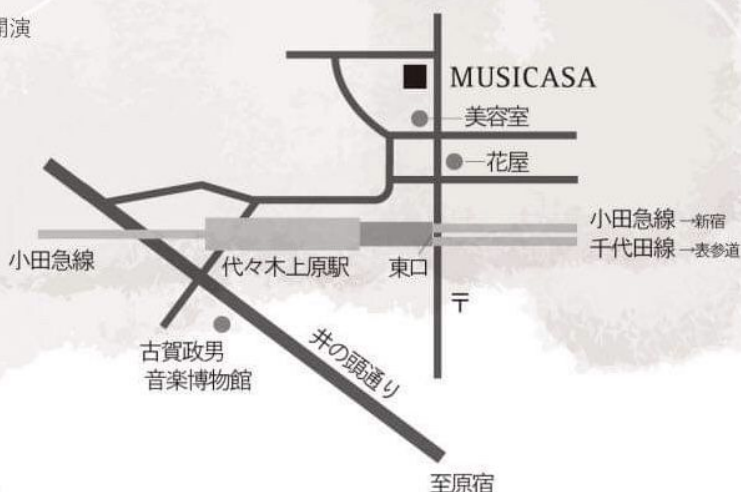 開演
MUSICASA
美容室
花屋
小田急線→新宿
千代田線→表参道
小田急線
代々木上原駅
東口
〒
古賀政男
音楽博物館
井の頭通り
至原宿